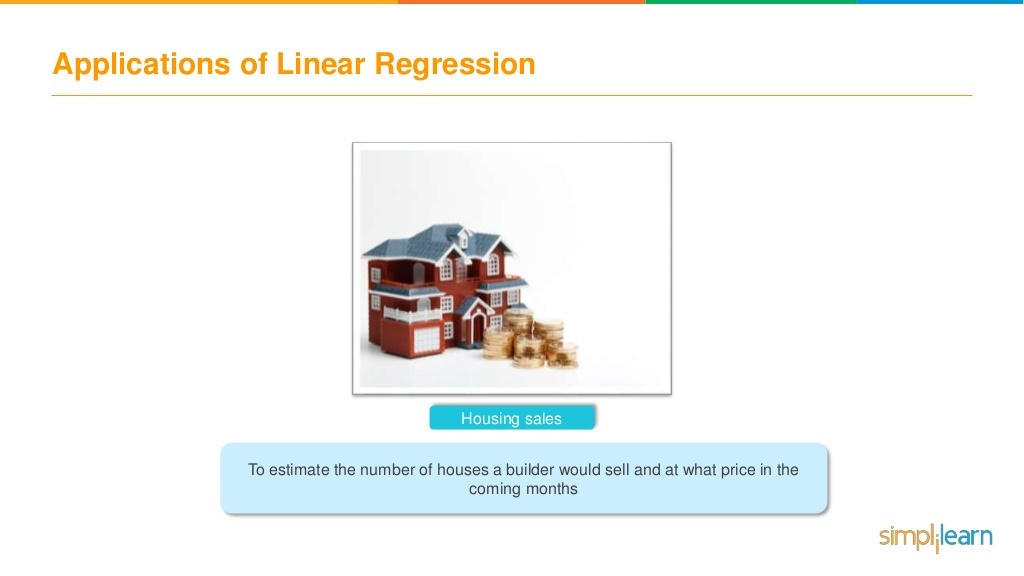 Applications of Linear Regression
Housing sales
To estimate the number of houses a builder would sell and at what price in the
coming months
simplilearn